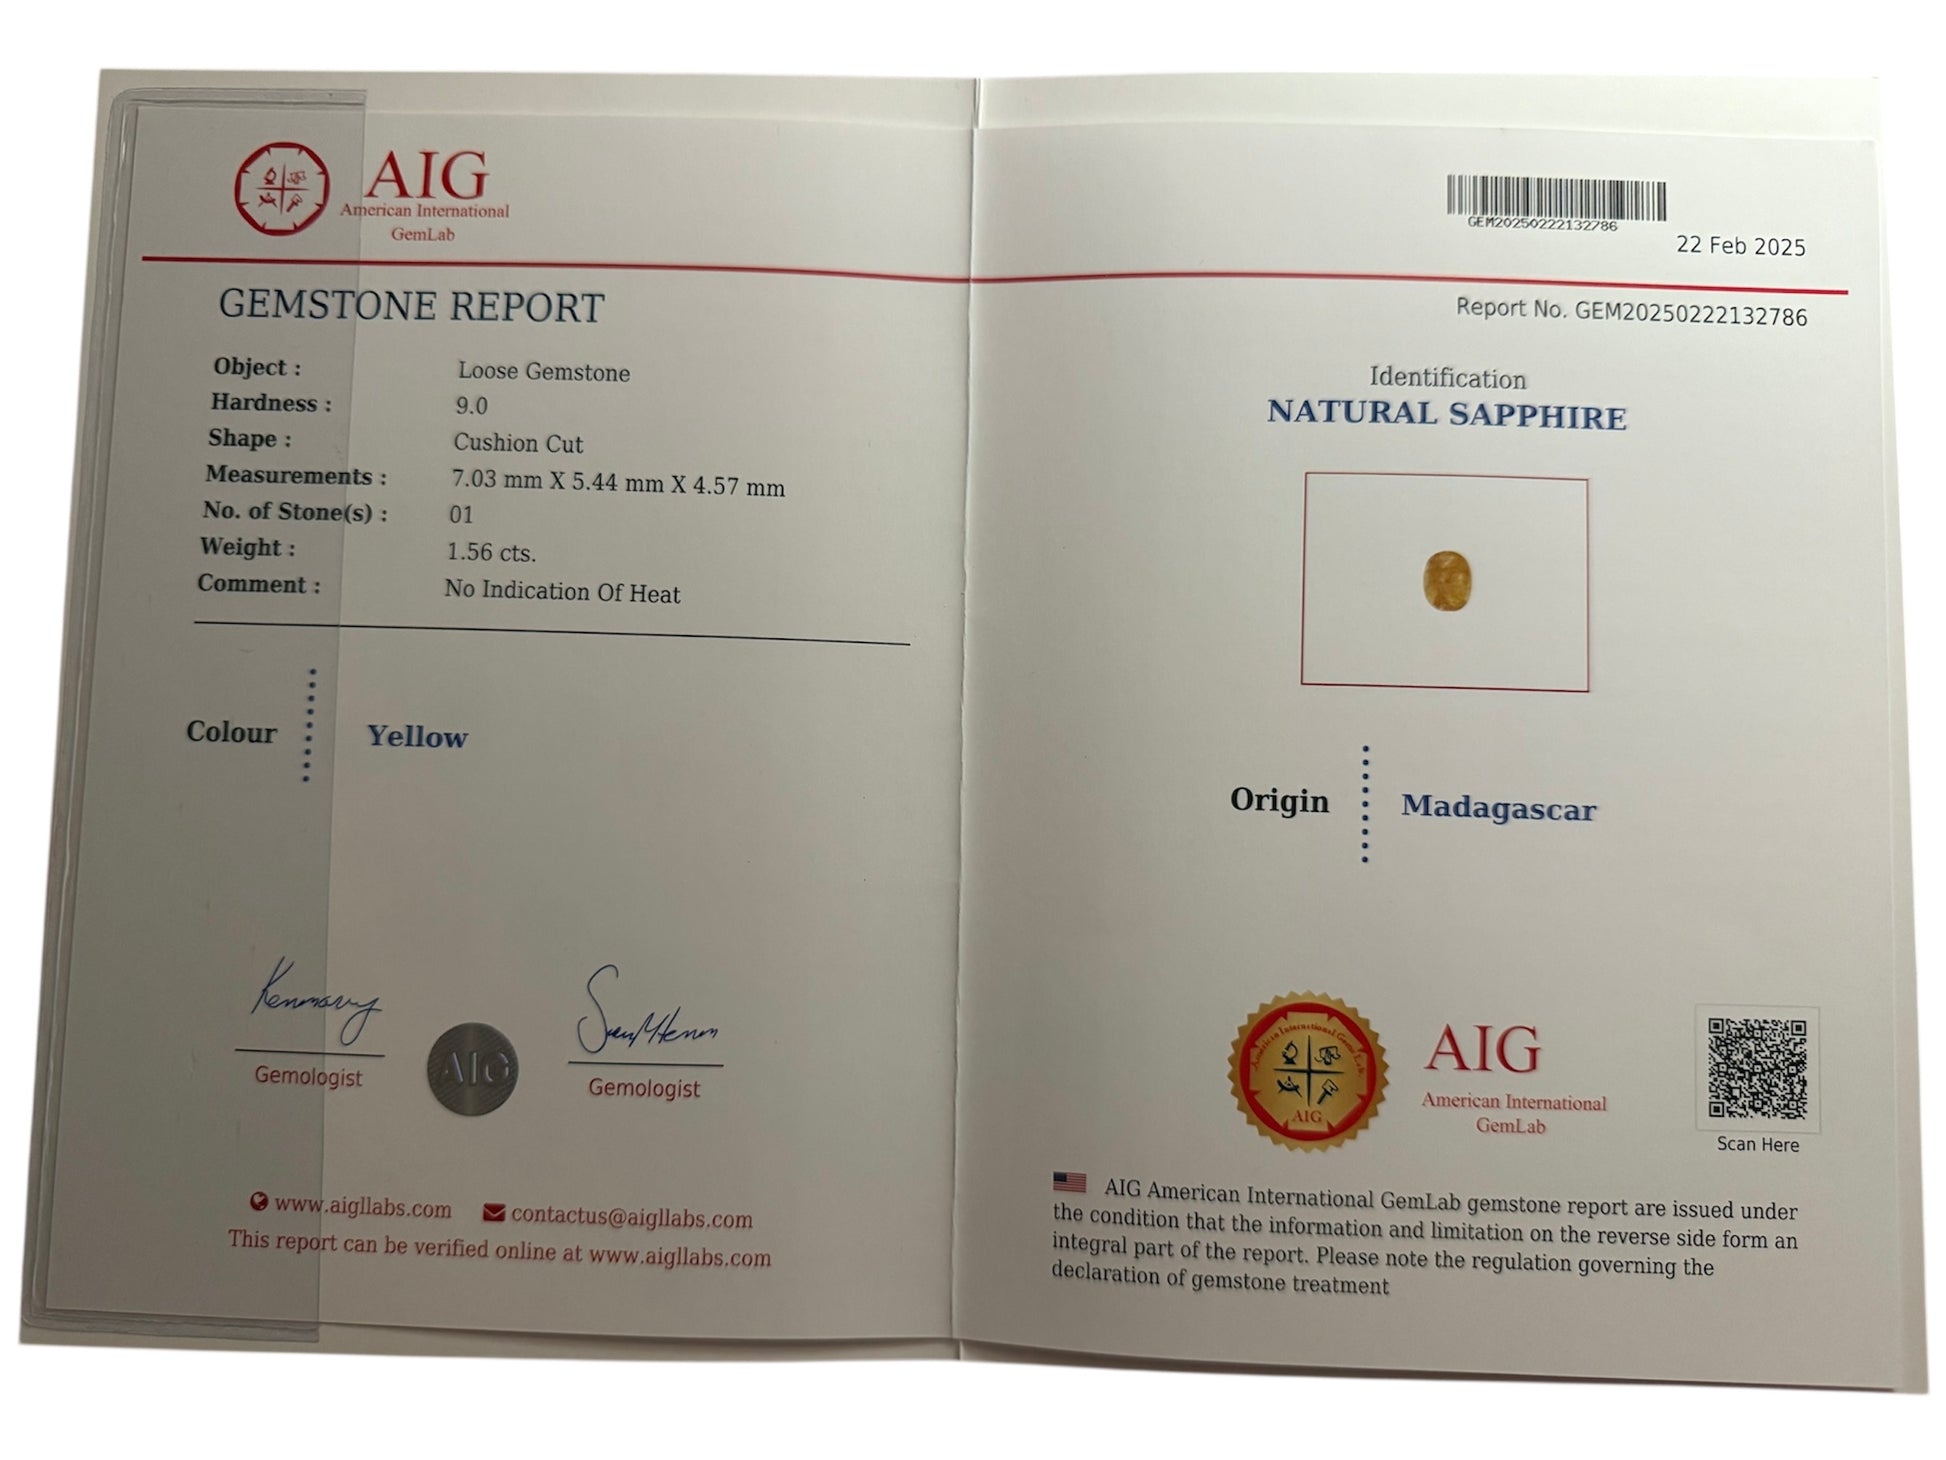 AIG
American International
GemLab
GEMSTONE REPORT
Object : Loose Gemstone
Hardness : 9.0
Shape : Cushion Cut
Measurements : 7.03 mm X 5.44 mm X 4.57 mm
No. of Stone(s) : 01
Weight : 1.56 cts.
Comment : No Indication Of Heat
Colour Yellow
Gemologist
AIG
Gemologist
www.aigllabs.com contactus@aigllabs.com
This report can be verified online at www.aigllabs.com
GEM20250222132786
22 Feb 2025
Report No. GEM20250222132786
Identification
NATURAL SAPPHIRE
Origin Madagascar
American International
AIG
AIG
American International
GemLab
Scan Here
AIG American International GemLab gemstone report are issued under
the condition that the information and limitation on the reverse side form an
integral part of the report. Please note the regulation governing the
declaration of gemstone treatment